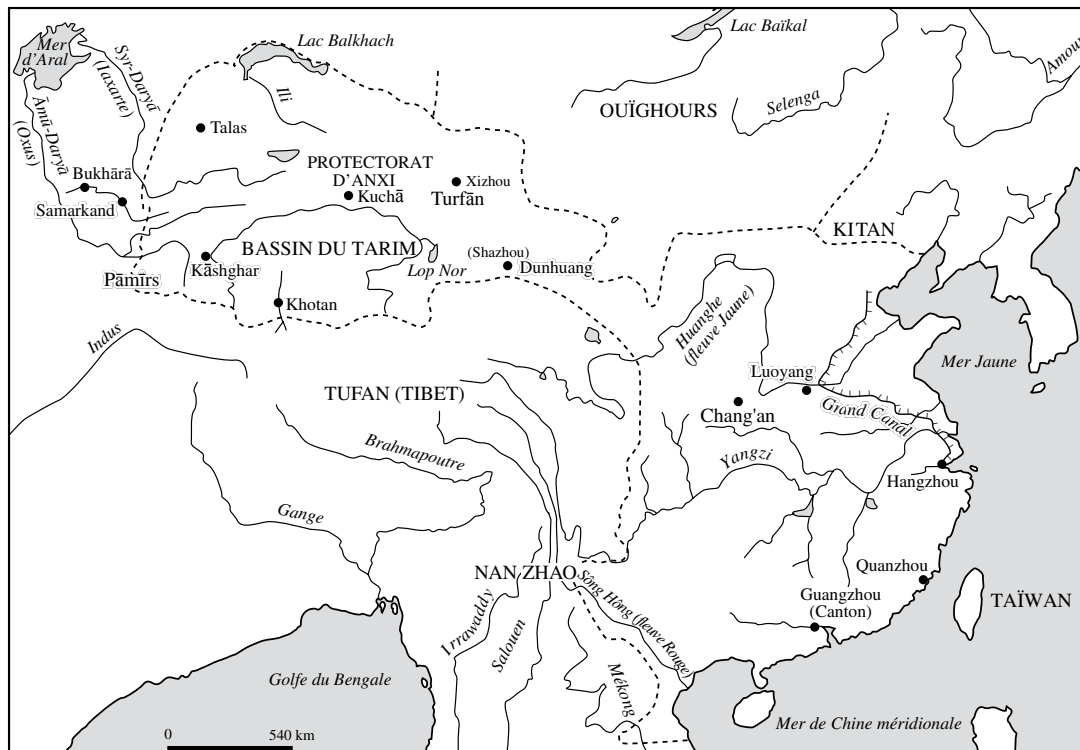 Lac Baïkal
Mer
d'Aral
Syr-Daryā
(Iaxarte)
Lac Balkhach
Amour
Ili
OUÏGHOURS
Selenga
Āmū-Daryā
(Oxus)
Talas
PROTECTORAT
D'ANXI
Bukhārā
Xizhou
Kuchā
Turfān
Samarkand
KITAN
BASSIN DU TARIM
(Shazhou)
Kāshghar
Lop Nor
Dunhuang
Pāmīrs
Khotan
Huanghe
(fleuve Jaune)
Indus
Mer Jaune
Luoyang
TUFAN (TIBET)
Chang'an
Grand Canal
Brahmapoutre
Yangzi
Hangzhou
Gange
Quanzhou
NAN ZHAO
Sông Hông (fleuve Rouge)
Guangzhou
(Canton)
TAÏWAN
Irrawaddy
Salouen
Mékong
Golfe du Bengale
Mer de Chine méridionale
0 540 km